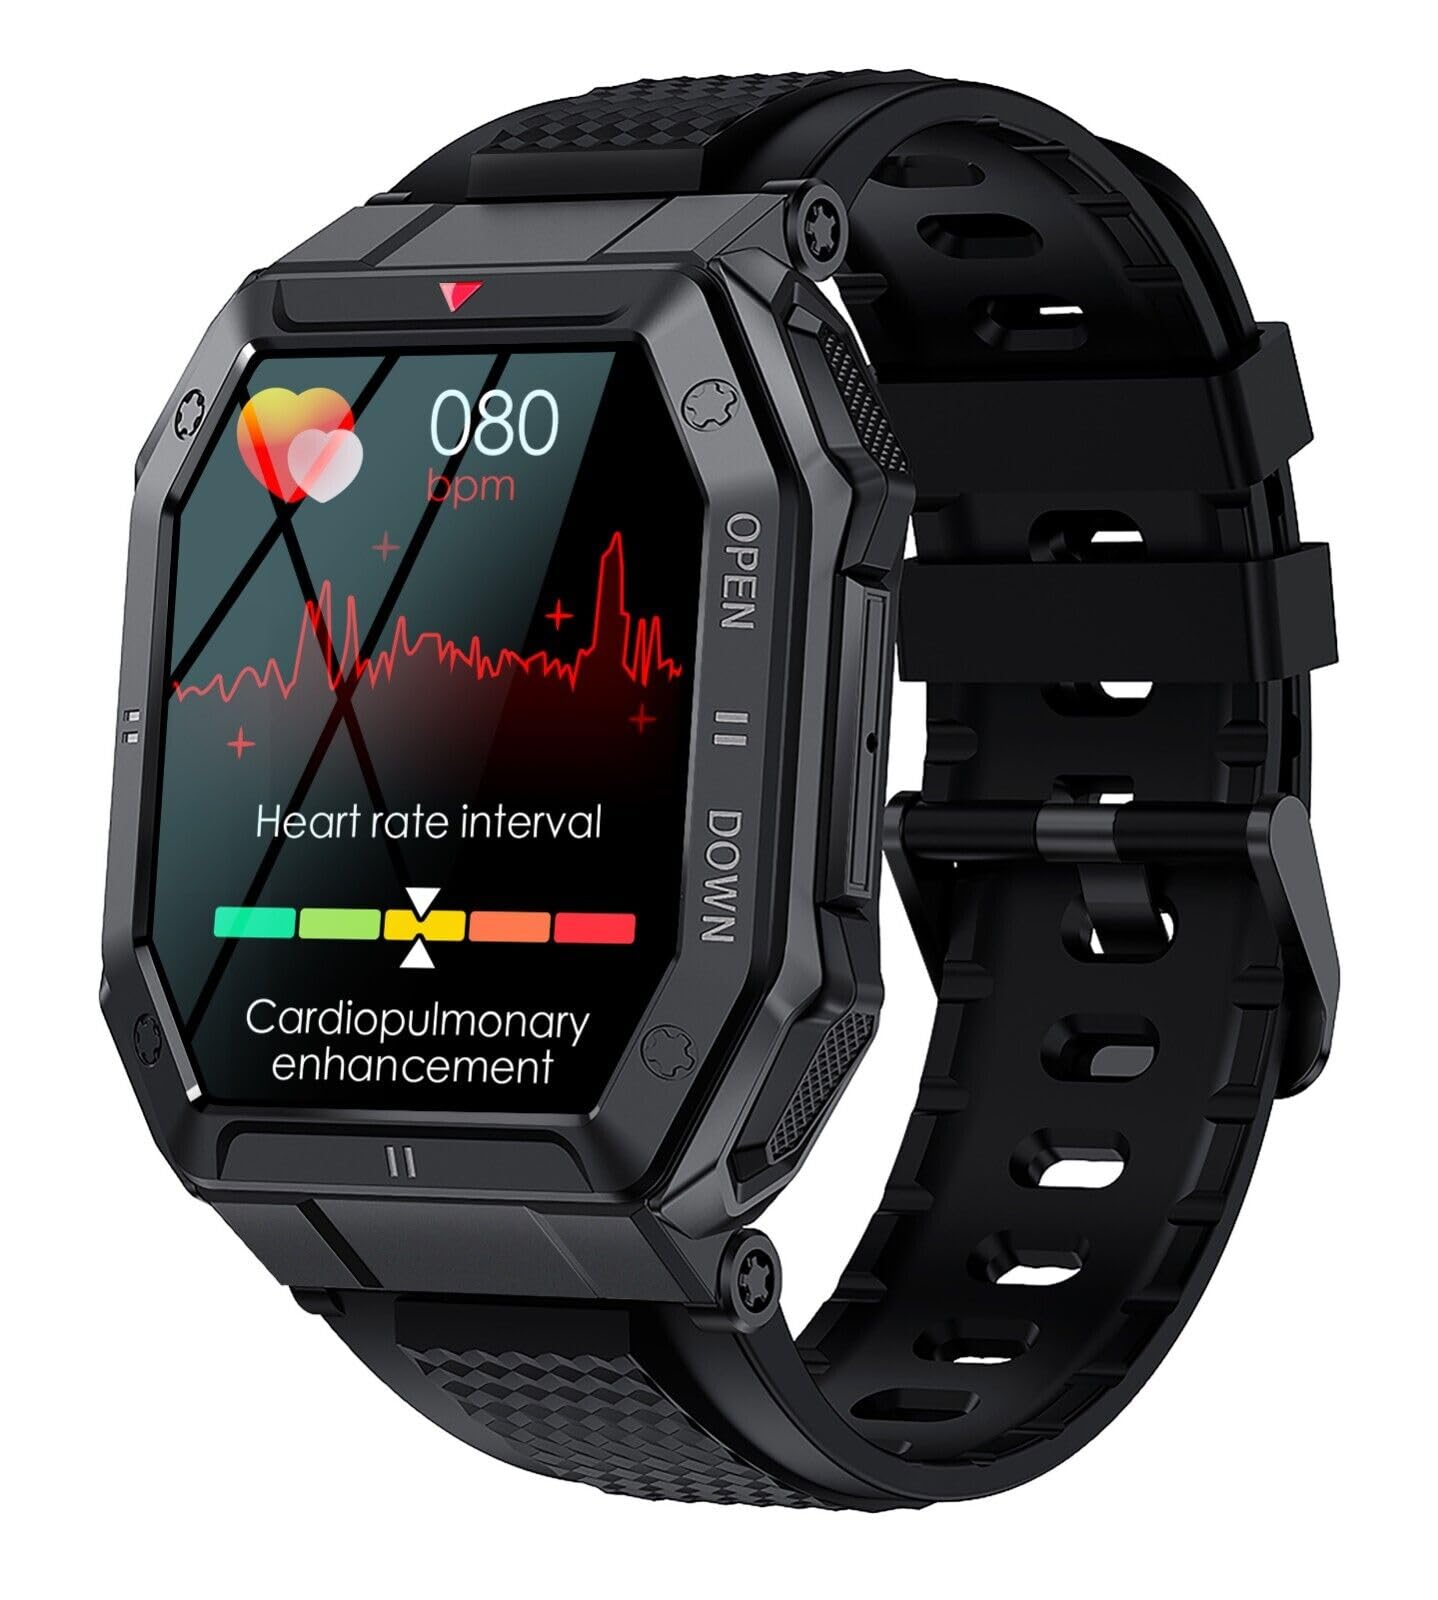 080
bpm
OPEN
DOWN
Heart rate interval
Cardiopulmonary
enhancement